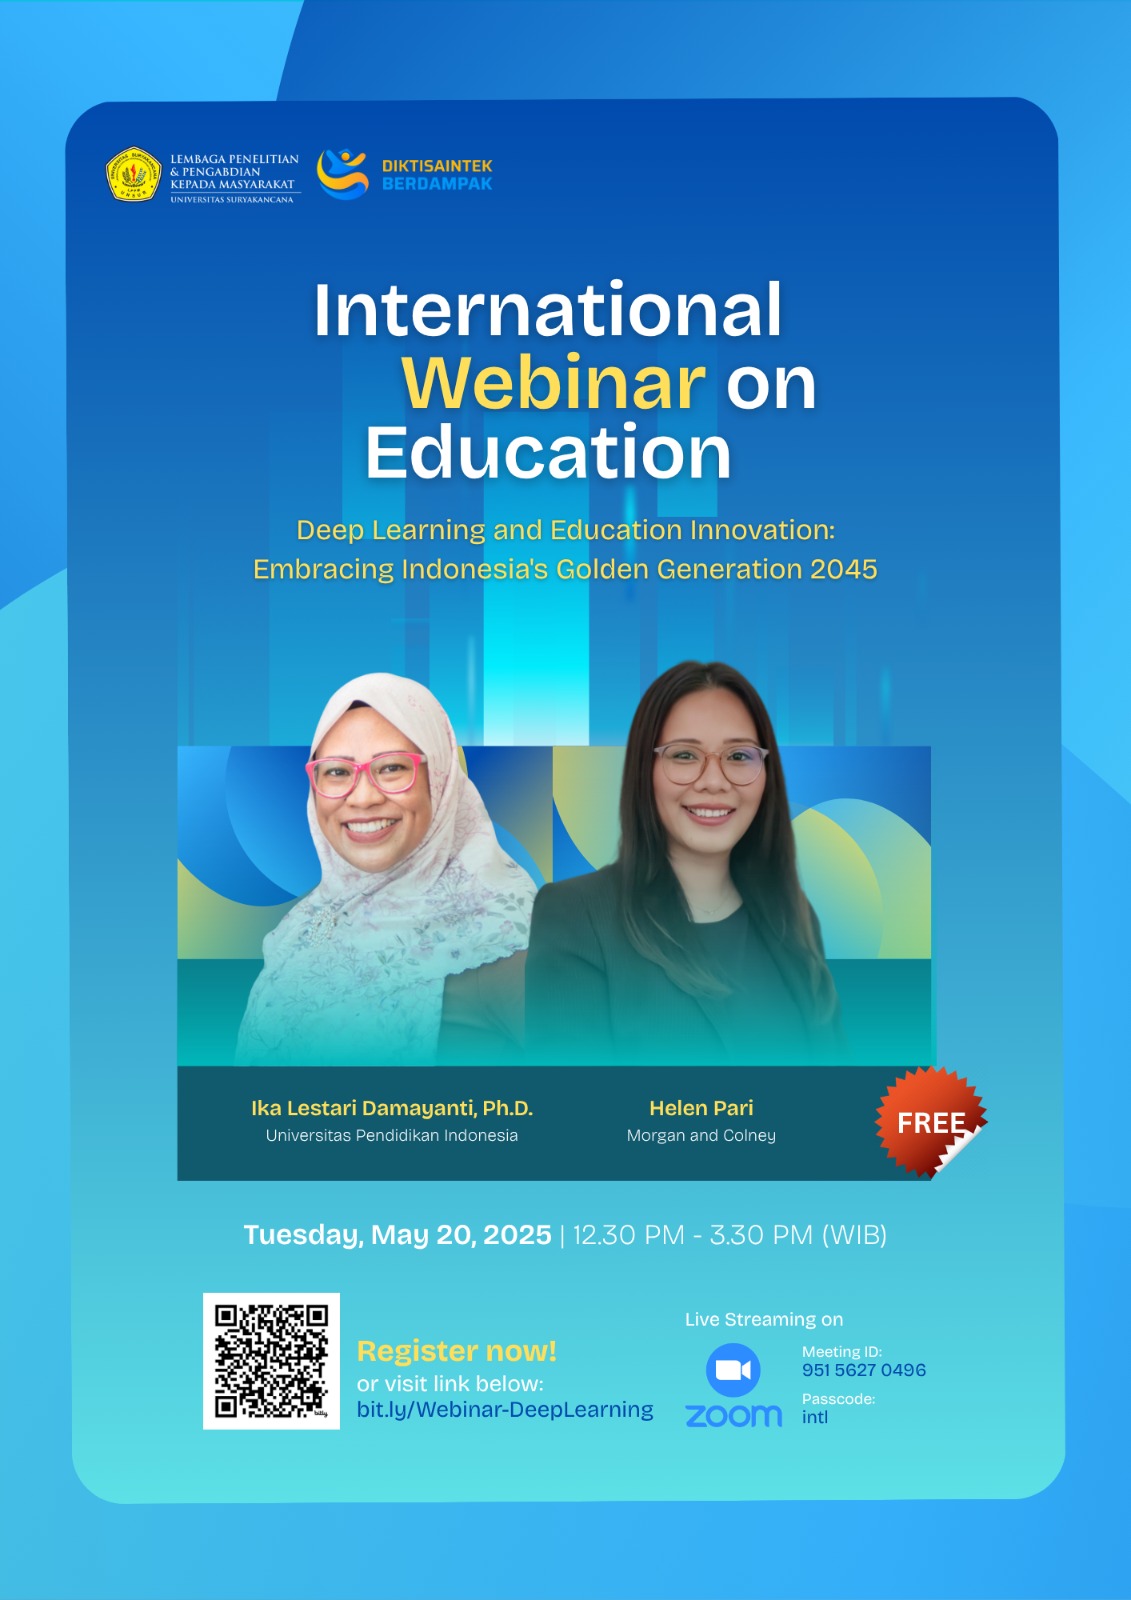 LEMBAGA PENELITIAN
& PENGABDIAN
KEPADA MASYARAKAT
UNIVERSITAS SURYAKANCANA
DIKTISAINTEK
BERDAMPAK
International
Webinar on
Education
Deep Learning and Education Innovation:
Embracing Indonesia's Golden Generation 2045
Ika Lestari Damayanti, Ph.D.
Universitas Pendidikan Indonesia
Helen Pari
Morgan and Colney
FREE
Tuesday, May 20, 2025 | 12.30 PM - 3.30 PM (WIB)
Register now!
or visit link below:
bit.ly/Webinar-DeepLearning
Live Streaming on
zoom
Meeting ID:
951 5627 0496
Passcode:
intl